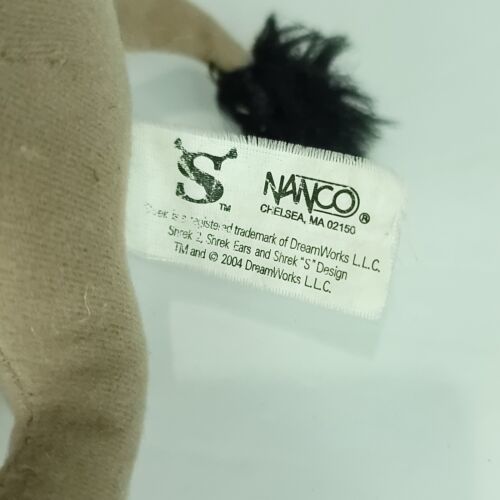 S™ NANCO®
CHELSEA, MA 02150
Shrek is a registered trademark of DreamWorks L.L.C.
Shrek 2, Shrek Ears and Shrek "S" Design
TM and © 2004 DreamWorks L.L.C.